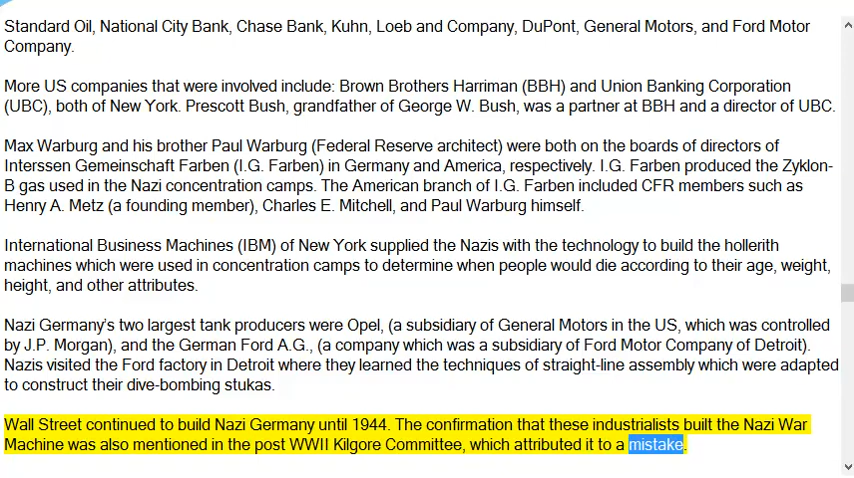 Standard Oil, National City Bank, Chase Bank, Kuhn, Loeb and Company, DuPont, General Motors, and Ford Motor
Company.
More US companies that were involved include: Brown Brothers Harriman (BBH) and Union Banking Corporation
(UBC), both of New York. Prescott Bush, grandfather of George W. Bush, was a partner at BBH and a director of UBC.
Max Warburg and his brother Paul Warburg (Federal Reserve architect) were both on the boards of directors of
Interssen Gemeinschaft Farben (I.G. Farben) in Germany and America, respectively. I.G. Farben produced the Zyklon-
B gas used in the Nazi concentration camps. The American branch of I.G. Farben included CFR members such as
Henry A. Metz (a founding member), Charles E. Mitchell, and Paul Warburg himself.
International Business Machines (IBM) of New York supplied the Nazis with the technology to build the hollerith
machines which were used in concentration camps to determine when people would die according to their age, weight,
height, and other attributes.
Nazi Germany's two largest tank producers were Opel, (a subsidiary of General Motors in the US, which was controlled
by J.P. Morgan), and the German Ford A.G., (a company which was a subsidiary of Ford Motor Company of Detroit).
Nazis visited the Ford factory in Detroit where they learned the techniques of straight-line assembly which were adapted
to construct their dive-bombing stukas.
Wall Street continued to build Nazi Germany until 1944. The confirmation that these industrialists built the Nazi War
Machine was also mentioned in the post WWII Kilgore Committee, which attributed it to a mistake.